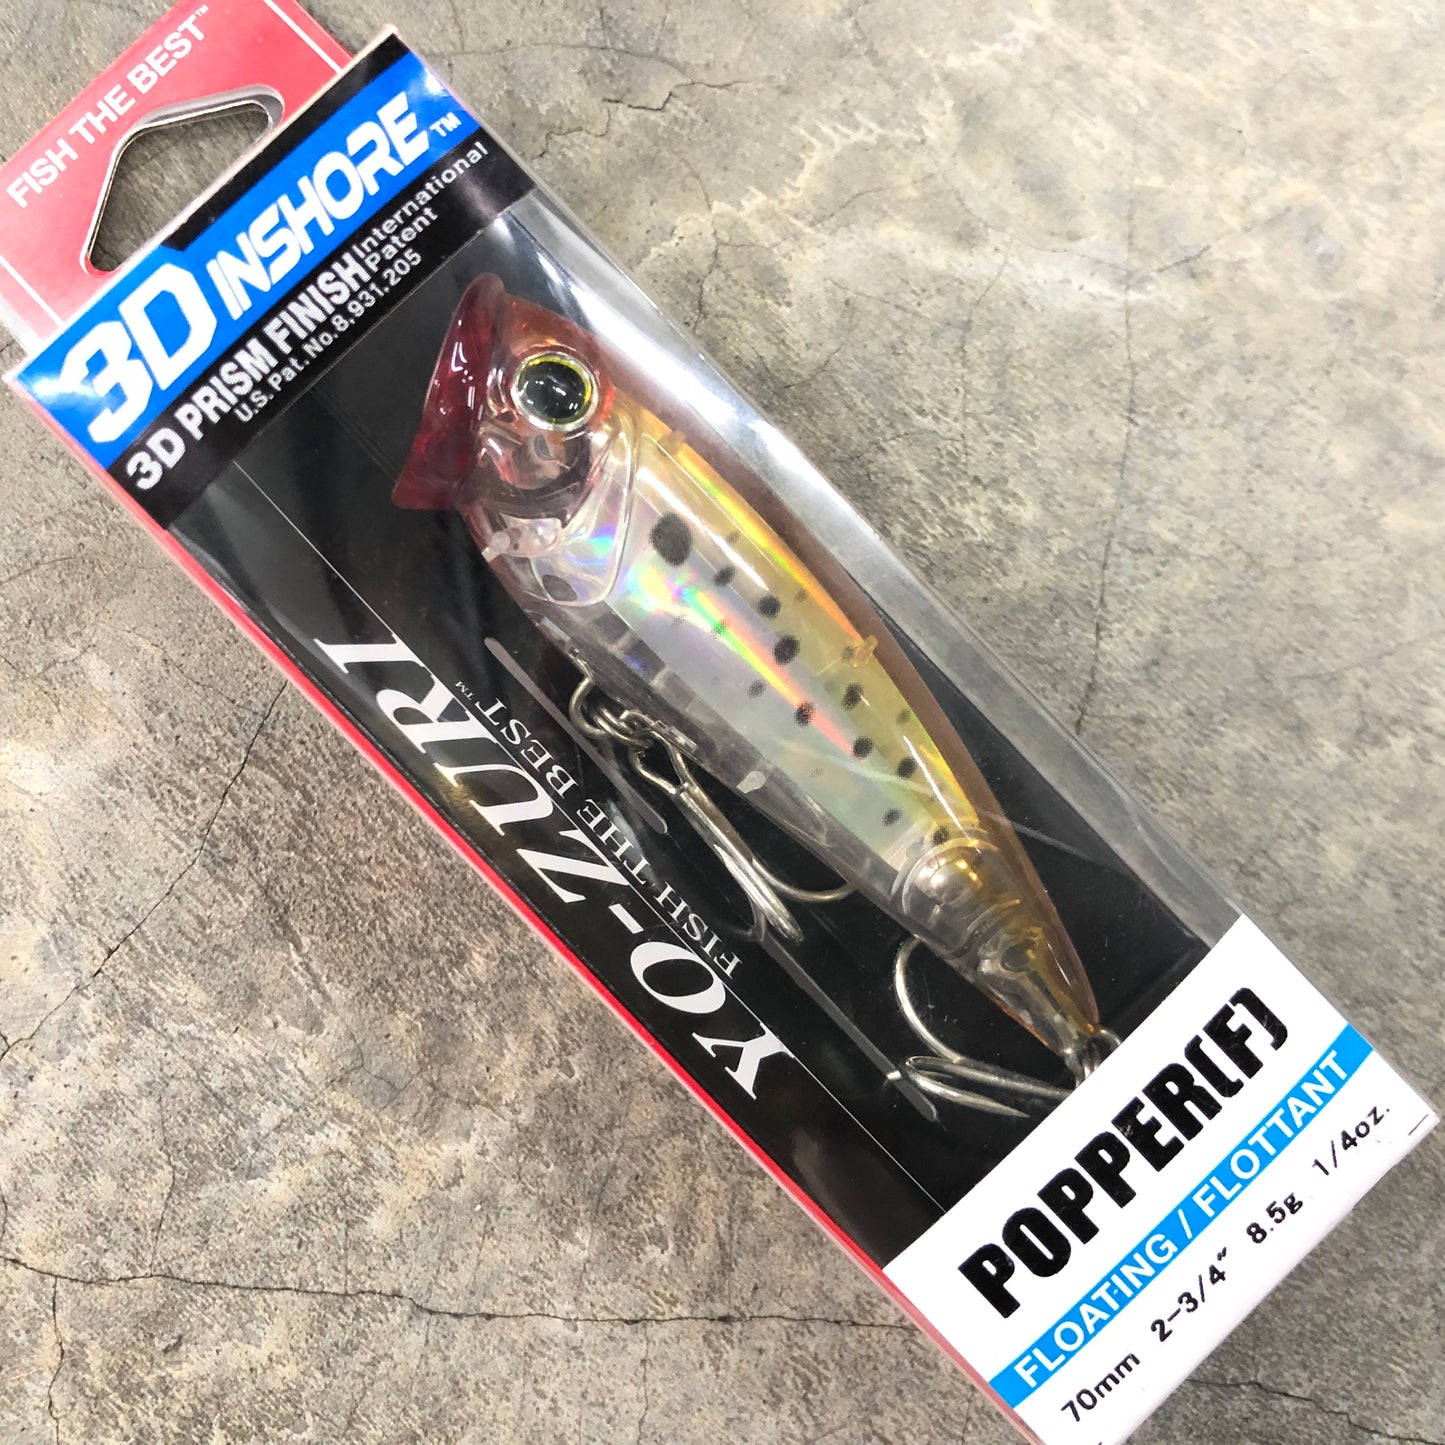 FISH THE BEST™
3D INSHORE™
3D PRISM FINISH International
U.S. Pat. No.8,931,205 Patent
YO-ZURI
FISH THE BEST™
POPPER(F)
FLOATING / FLOTTANT
70mm 2-3/4" 8.5g 1/4oz.